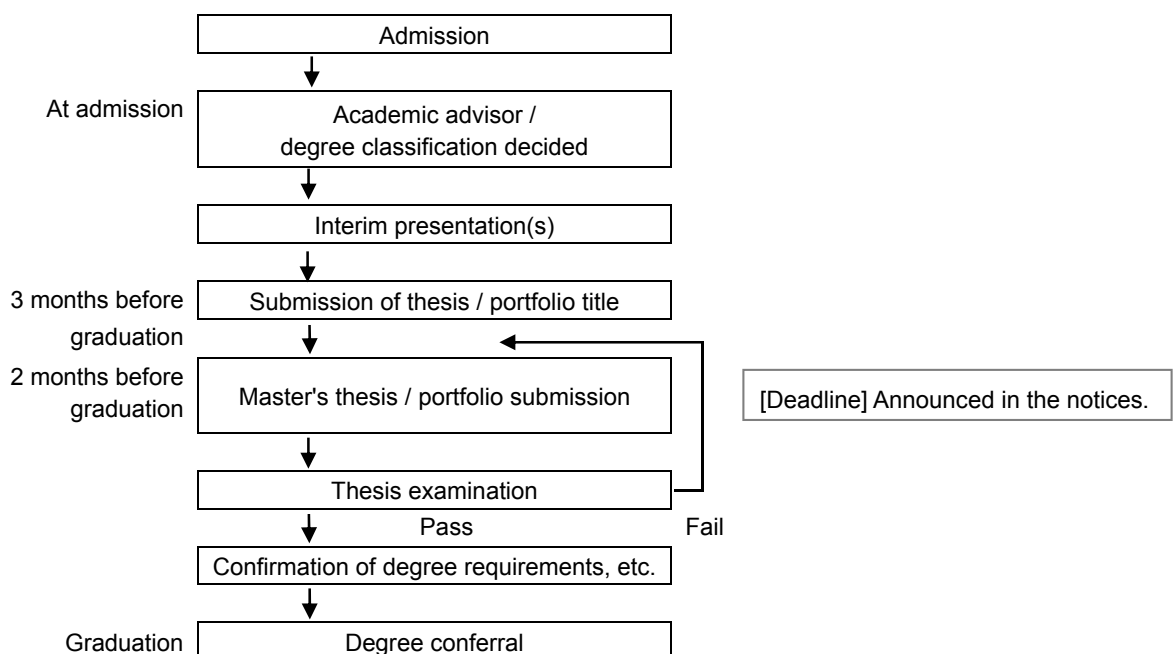 Admission
At admission
Academic advisor /
degree classification decided
Interim presentation(s)
3 months before
graduation
Submission of thesis / portfolio title
2 months before
graduation
Master's thesis / portfolio submission
[Deadline] Announced in the notices.
Thesis examination
Pass
Fail
Confirmation of degree requirements, etc.
Graduation
Degree conferral